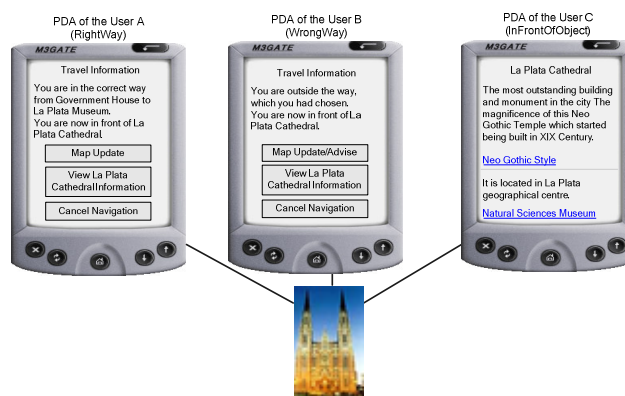 PDA of the User A
(RightWay)
M3GATE
Travel Information
You are in the correct way
from Government House to
La Plata Museum.
You are now in front of La
Plata Cathedral.
Map Update
View La Plata
Cathedral Information
Cancel Navigation
PDA of the User B
(WrongWay)
M3GATE
Travel Information
You are outside the way,
which you had chosen.
You are now in front of La
Plata Cathedral.
Map Update/Advise
View La Plata
Cathedral Information
Cancel Navigation
PDA of the User C
(InFrontOfObject)
M3GATE
La Plata Cathedral
The most outstanding building
and monument in the city The
magnificence of this Neo
Gothic Temple which started
being built in XIX Century.
Neo Gothic Style
It is located in La Plata
geographical centre.
Natural Sciences Museum